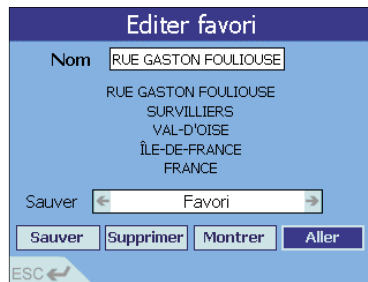 Editer favori
Nom RUE GASTON FOULIOUSE
RUE GASTON FOULIOUSE
SURVILLIERS
VAL-D'OISE
ÎLE-DE-FRANCE
FRANCE
Sauver Favori
Sauver Supprimer Montrer Aller
ESC